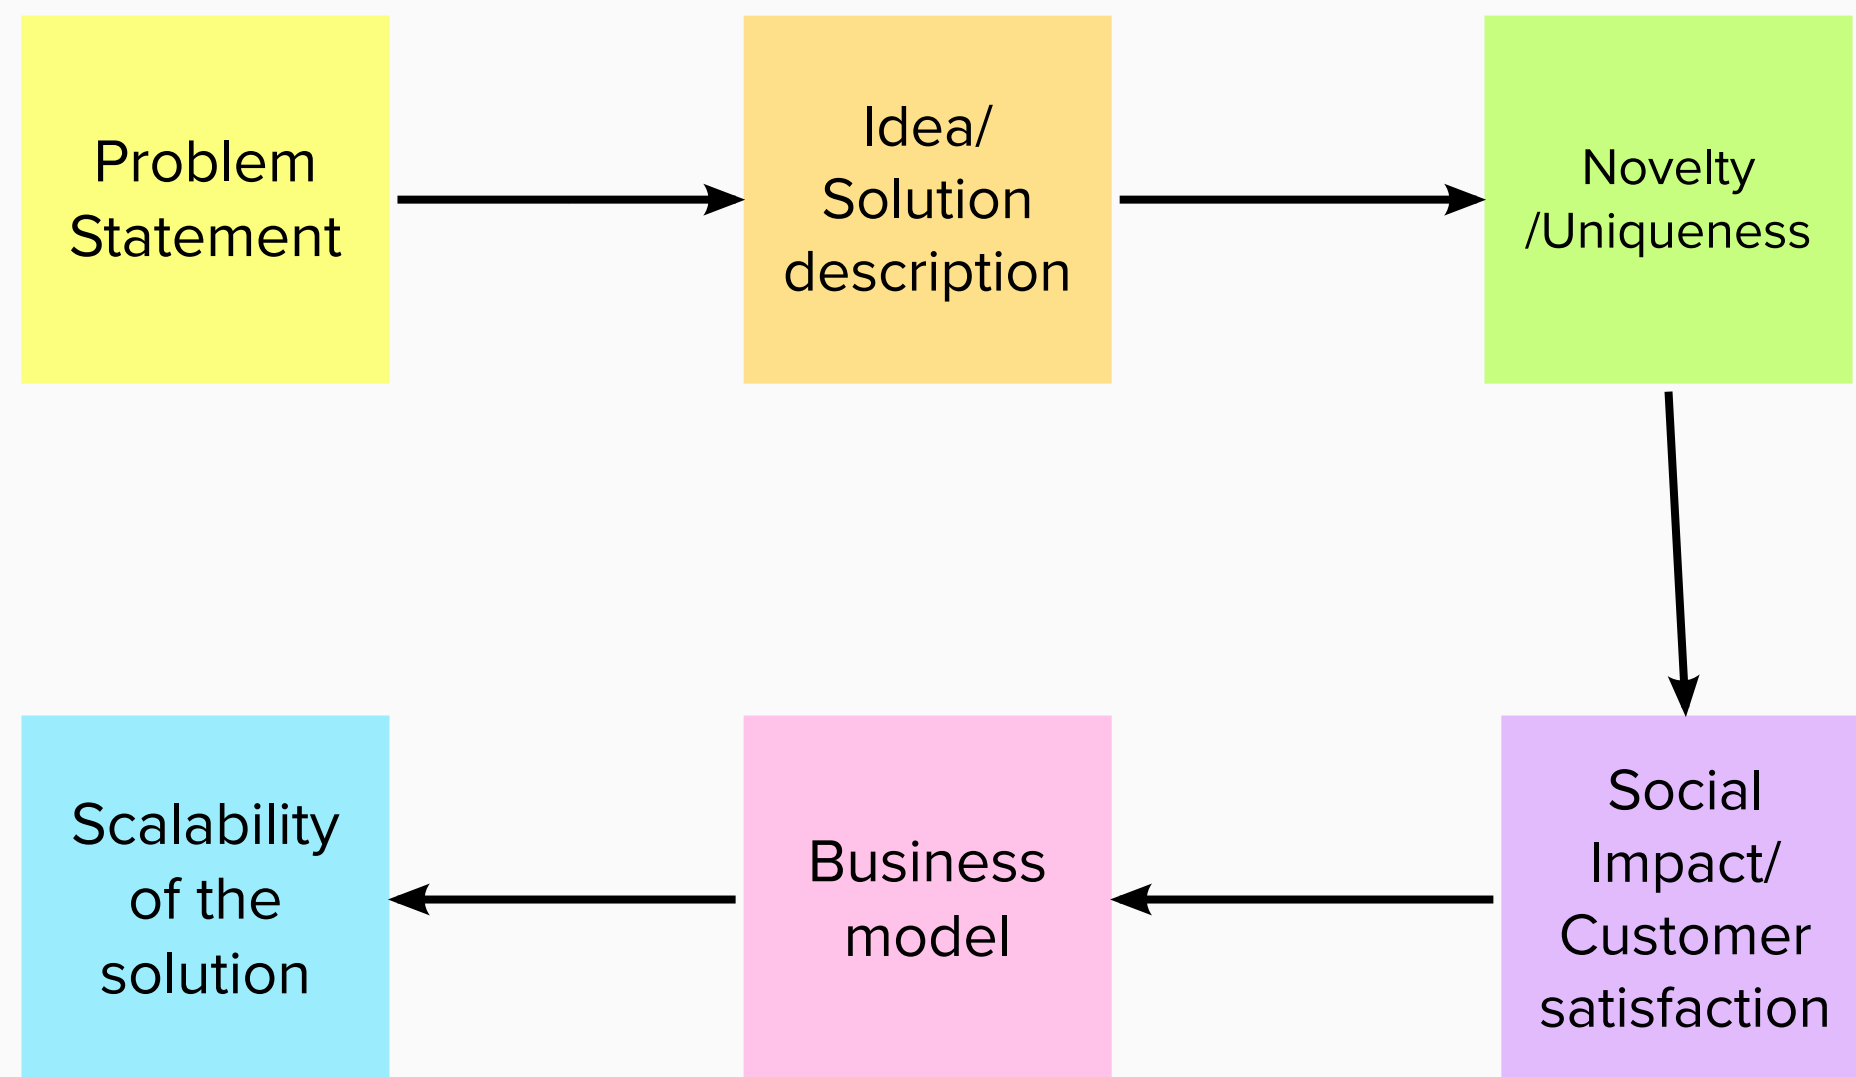 Problem
Statement
Idea/
Solution
description
Novelty
/Uniqueness
Social
Impact/
Customer
satisfaction
Business
model
Scalability
of the
solution